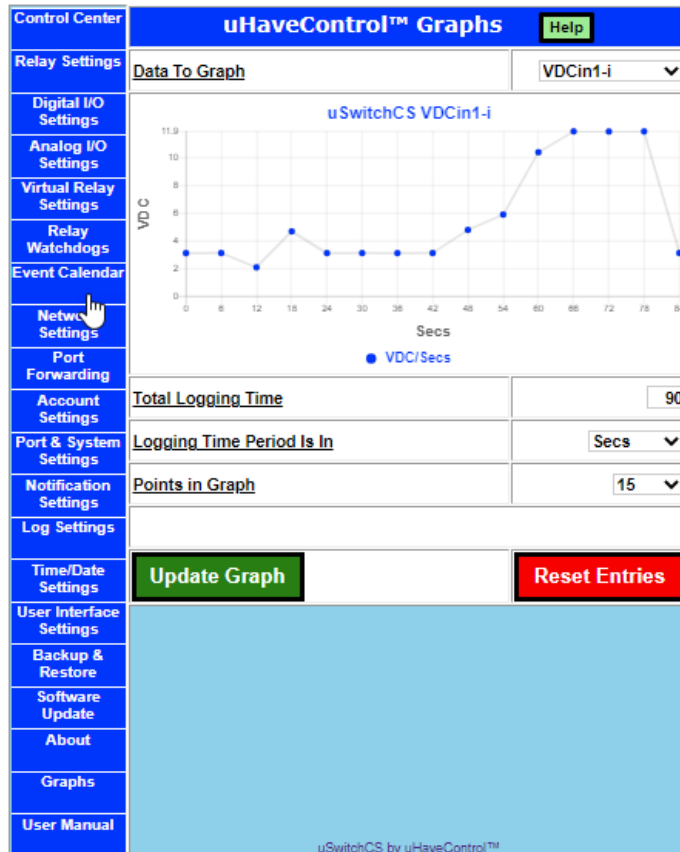 Control Center
Relay Settings
Digital I/O
Settings
Analog I/O
Settings
Virtual Relay
Settings
Relay
Watchdogs
Event Calendar
Settings
Port
Forwarding
Account
Settings
Port & System
Settings
Notification
Settings
Log Settings
Time/Date
Settings
User Interface
Settings
Backup &
Restore
Software
Update
About
Graphs
User Manual
uHaveControl™ Graphs
Help
Data To Graph
VDCin1-i
uSwitchCS VDCin1-i
VDC
11.9
10
8
6
4
2
0
0 6 12 18 24 30 36 42 48 54 60 66 72 78
Secs
VDC/Secs
Total Logging Time
90
Logging Time Period Is In
Secs
Points in Graph
15
Update Graph
Reset Entries
uSwitchCS by uHaveControl™